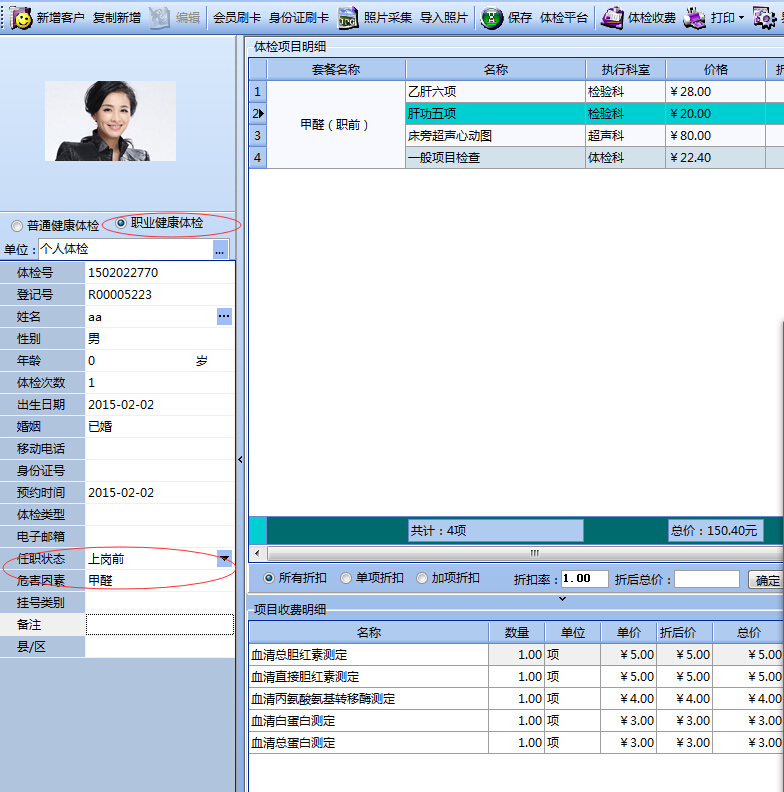 新增客户 复制新增 编辑 会员刷卡 身份证刷卡 照片采集 导入照片 保存 体检平台 体检收费 打印
体检项目明细
套餐名称 名称 执行科室 价格
1 甲醛（职前） 乙肝六项 检验科 ￥28.00
2 肝功五项 检验科 ￥20.00
3 床旁超声心动图 超声科 ￥80.00
4 一般项目检查 体检科 ￥22.40
普通健康体检 职业健康体检
单位： 个人体检 ...
体检号 1502022770
登记号 R00005223
姓名 aa ...
性别 男
年龄 0 岁
体检次数 1
出生日期 2015-02-02
婚姻 已婚
移动电话
身份证号
预约时间 2015-02-02
体检类型
电子邮箱
任职状态 上岗前
危害因素 甲醛
挂号类别
备注
县/区
共计：4项 总价：150.40元
所有折扣 单项折扣 加项折扣 折扣率： 1.00 折后总价： 确定
项目收费明细
名称 数量 单位 单价 折后价 总价
血清总胆红素测定 1.00 项 ￥5.00 ￥5.00 ￥5.00
血清直接胆红素测定 1.00 项 ￥5.00 ￥5.00 ￥5.00
血清丙氨酸氨基转移酶测定 1.00 项 ￥4.00 ￥4.00 ￥4.00
血清白蛋白测定 1.00 项 ￥3.00 ￥3.00 ￥3.00
血清总蛋白测定 1.00 项 ￥3.00 ￥3.00 ￥3.00